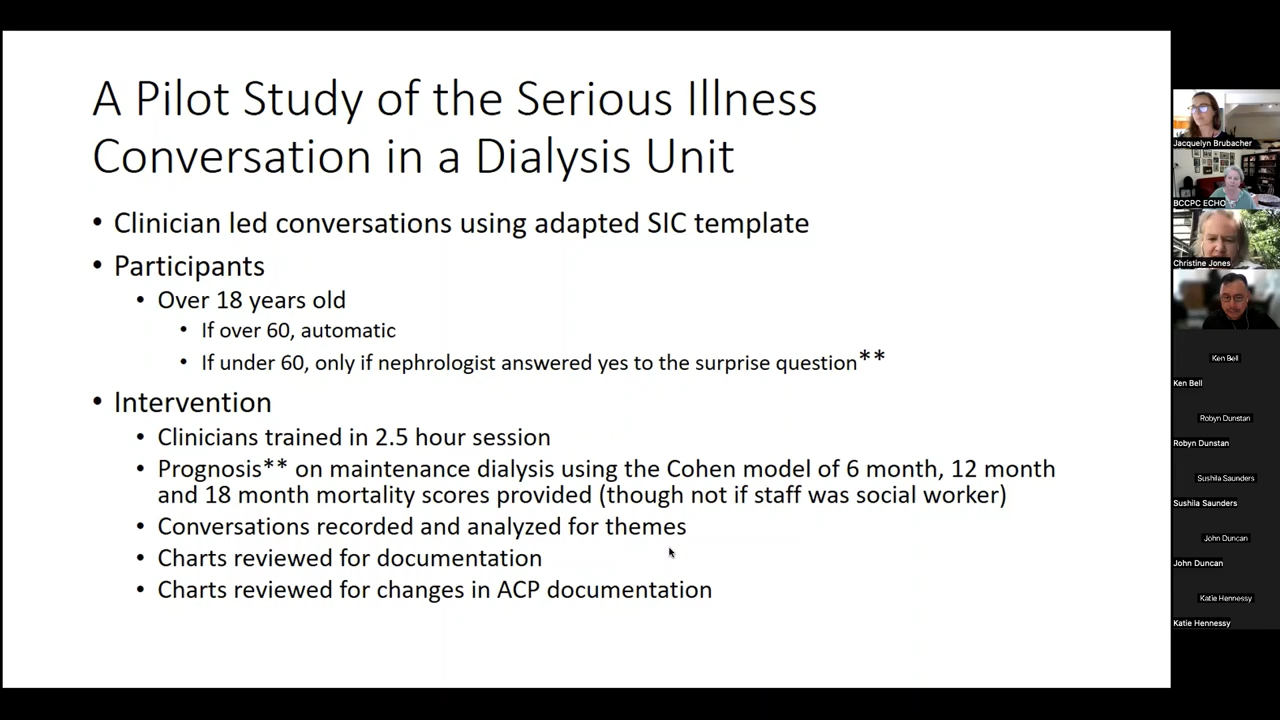 A Pilot Study of the Serious Illness
Conversation in a Dialysis Unit
• Clinician led conversations using adapted SIC template
• Participants
• Over 18 years old
• If over 60, automatic
• If under 60, only if nephrologist answered yes to the surprise question**
• Intervention
• Clinicians trained in 2.5 hour session
• Prognosis** on maintenance dialysis using the Cohen model of 6 month, 12 month
and 18 month mortality scores provided (though not if staff was social worker)
• Conversations recorded and analyzed for themes
• Charts reviewed for documentation
• Charts reviewed for changes in ACP documentation
Jacquelyn Brubacher
BCCPC ECHO
Christine Jones
Ken Bell
Ken Bell
Robyn Dunstan
Robyn Dunstan
Sushila Saunders
Sushila Saunders
John Duncan
John Duncan
Katie Hennessy
Katie Hennessy